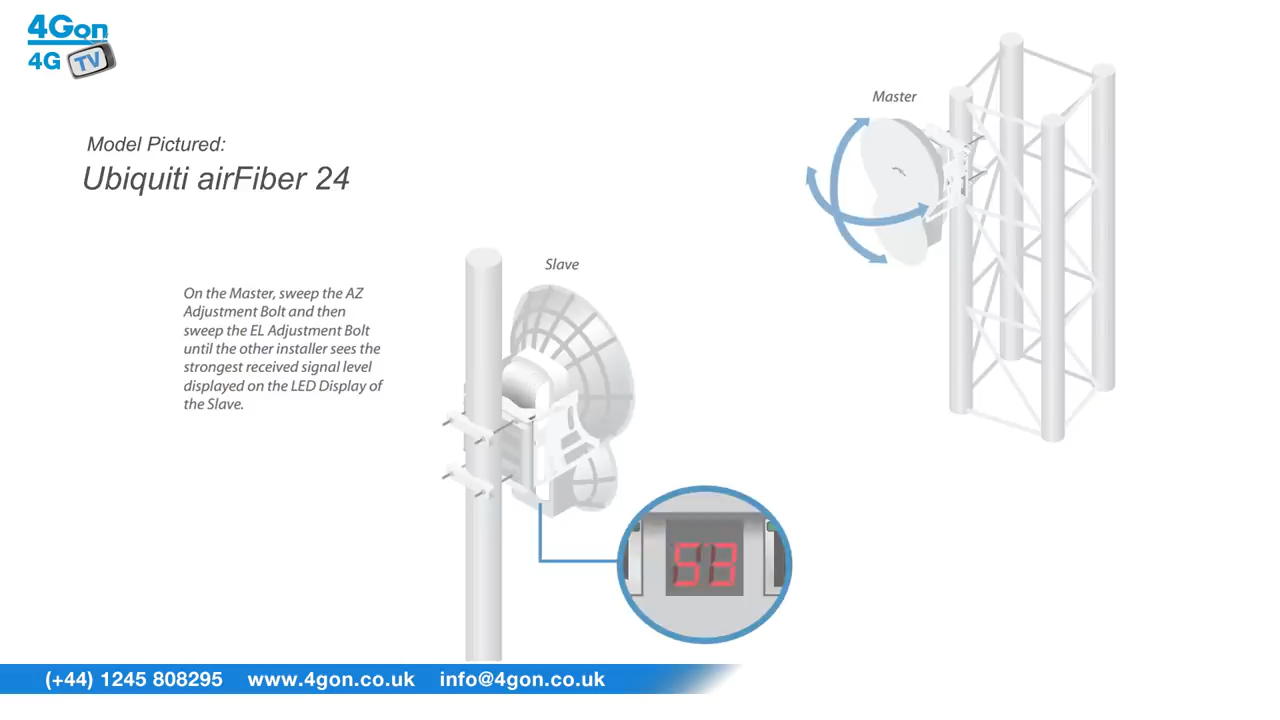 4Gon
4G TV
Master
Model Pictured:
Ubiquiti airFiber 24
Slave
On the Master, sweep the AZ
Adjustment Bolt and then
sweep the EL Adjustment Bolt
until the other installer sees the
strongest received signal level
displayed on the LED Display of
the Slave.
53
(+44) 1245 808295 www.4gon.co.uk info@4gon.co.uk